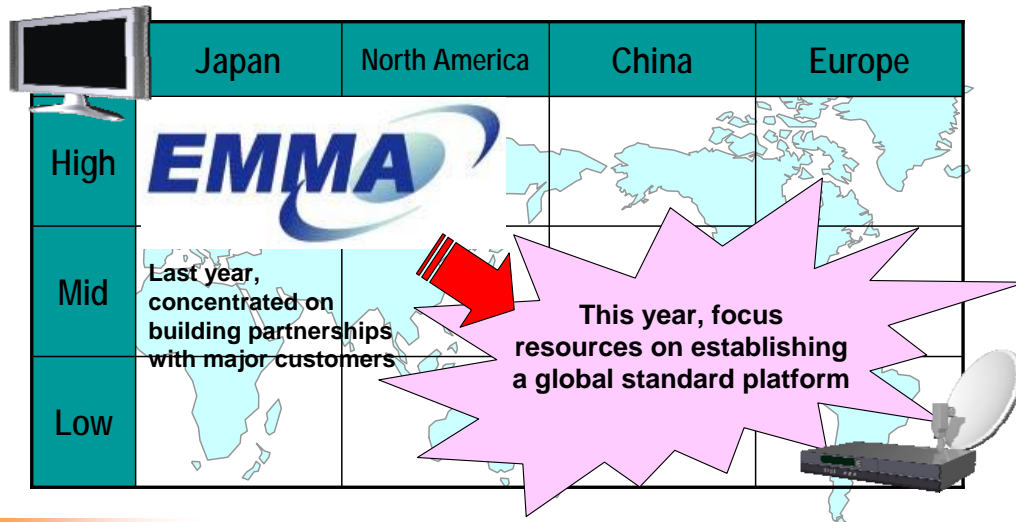 Japan
North America
China
Europe
High
EMMA
Mid
Last year,
concentrated on
building partnerships
with major customers
This year, focus
resources on establishing
a global standard platform
Low